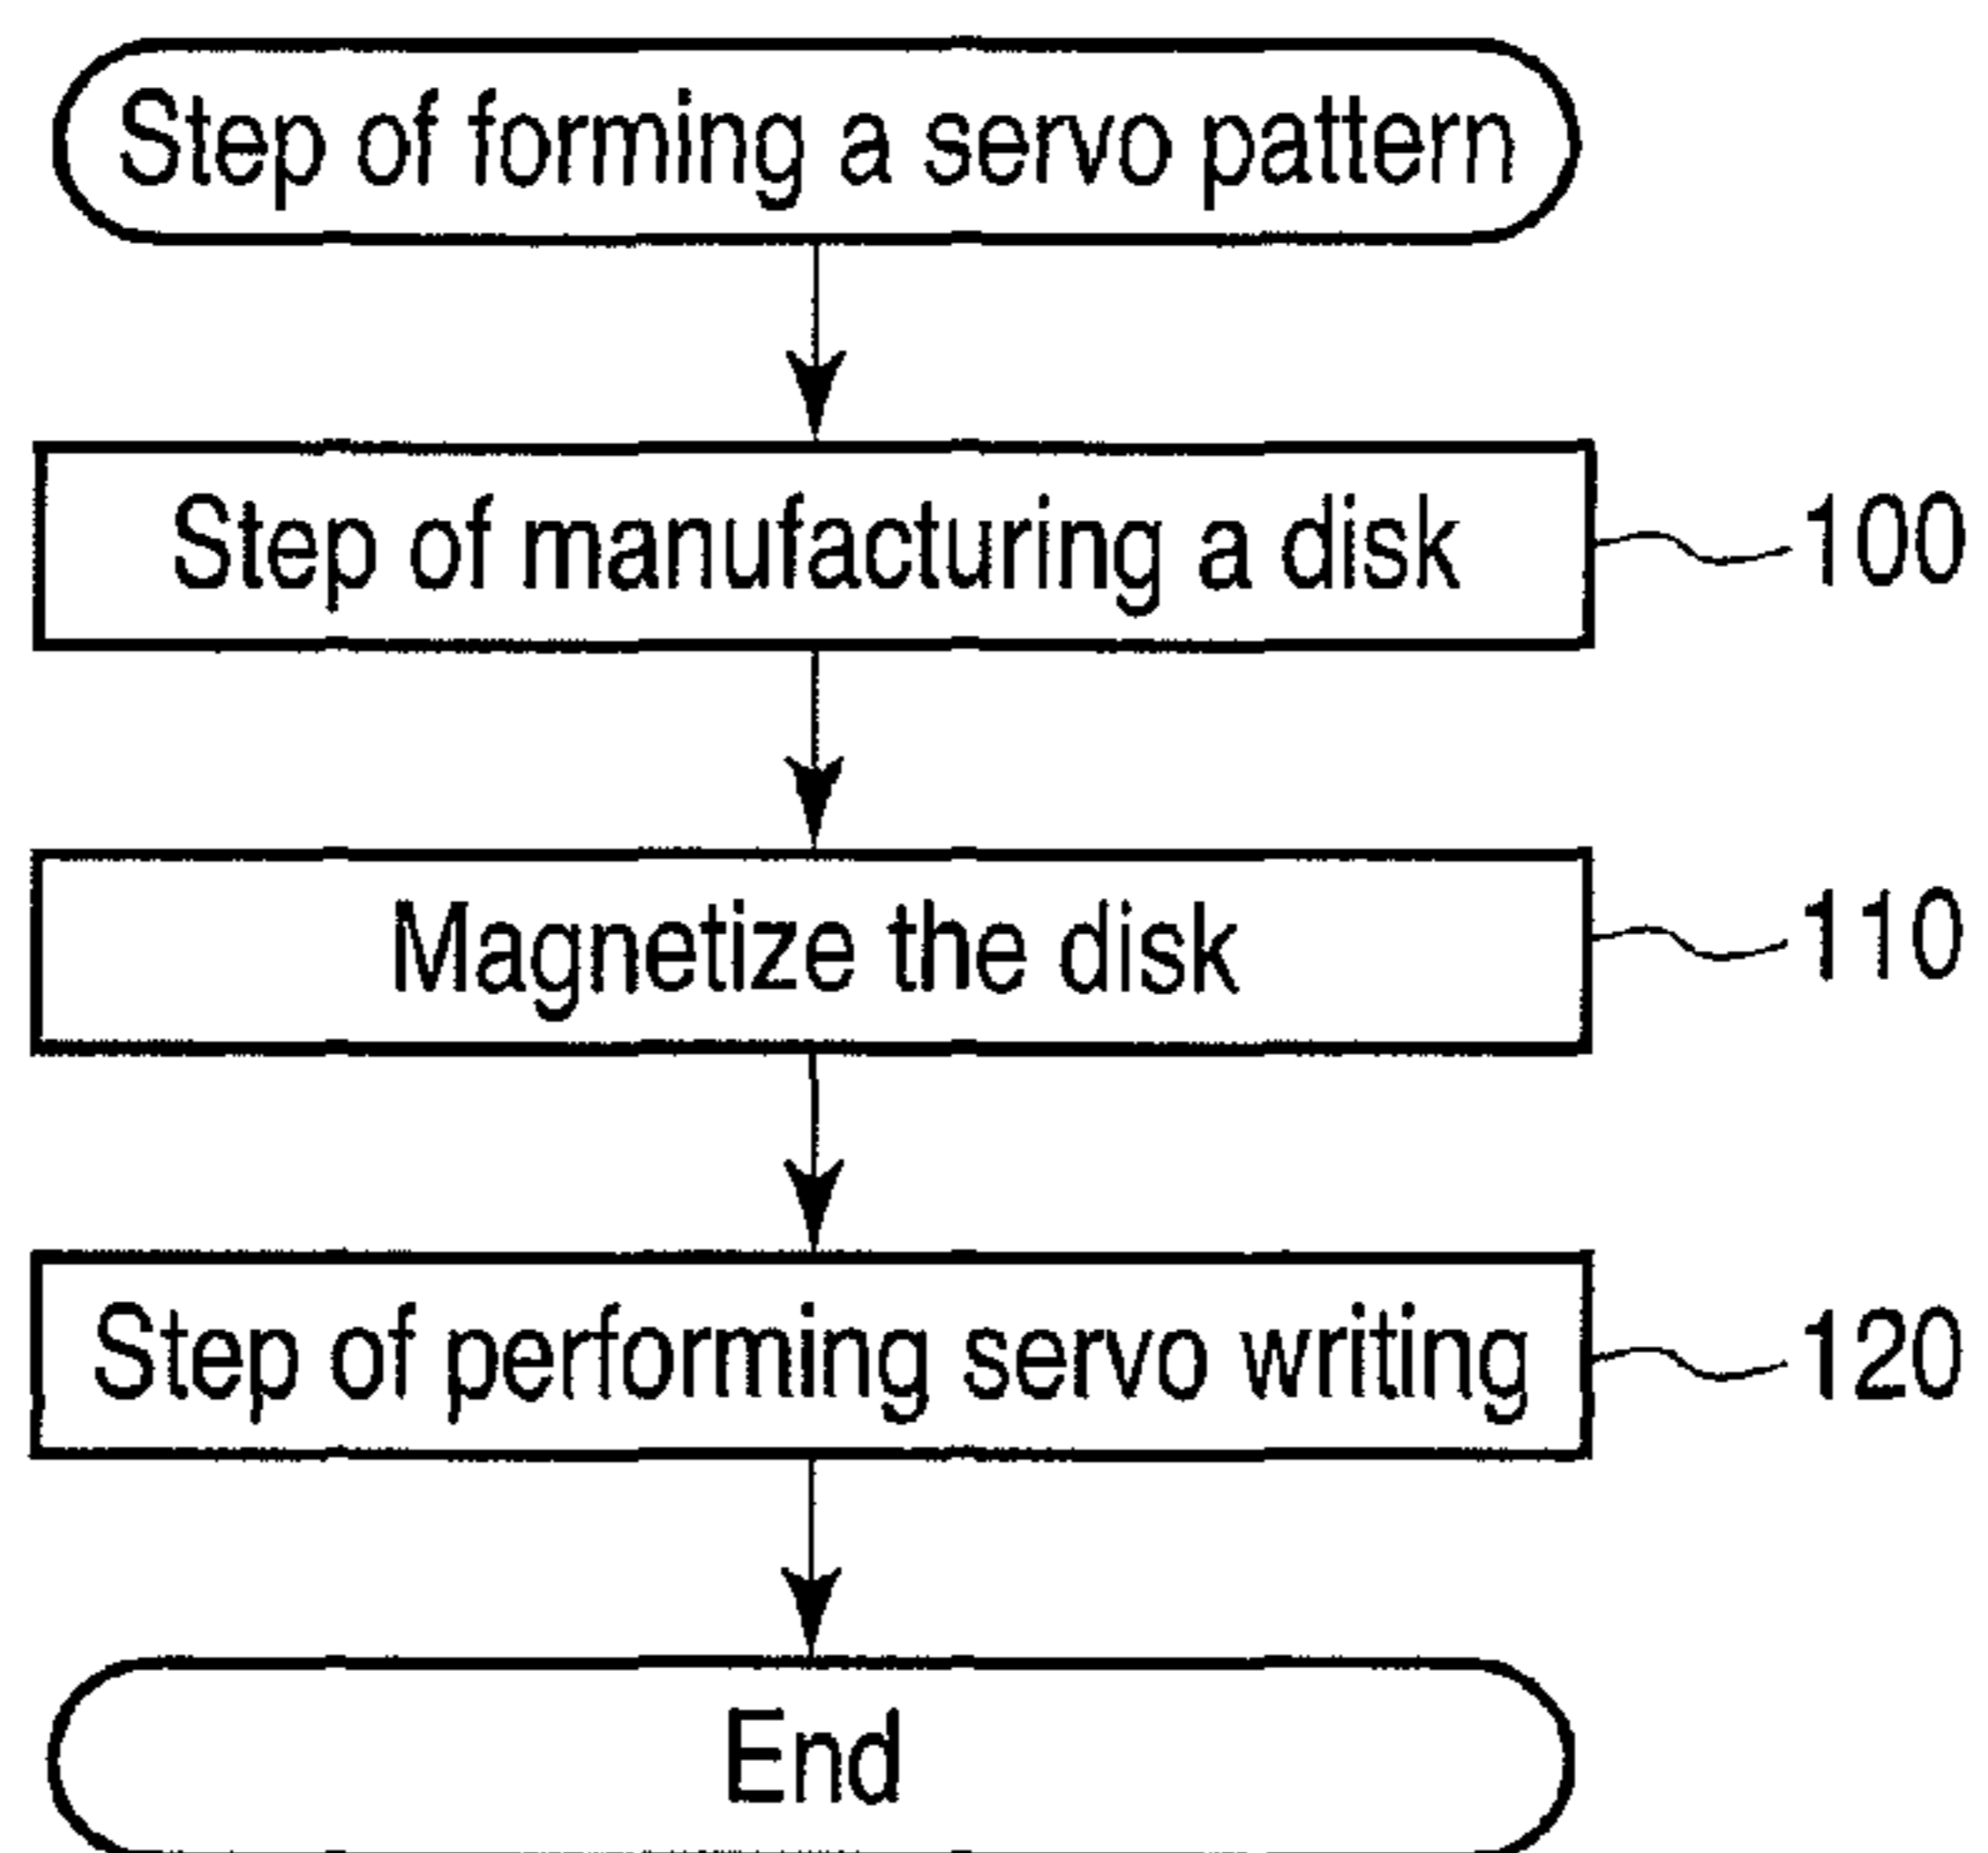 Step of forming a servo pattern
Step of manufacturing a disk
100
Magnetize the disk
110
Step of performing servo writing
120
End